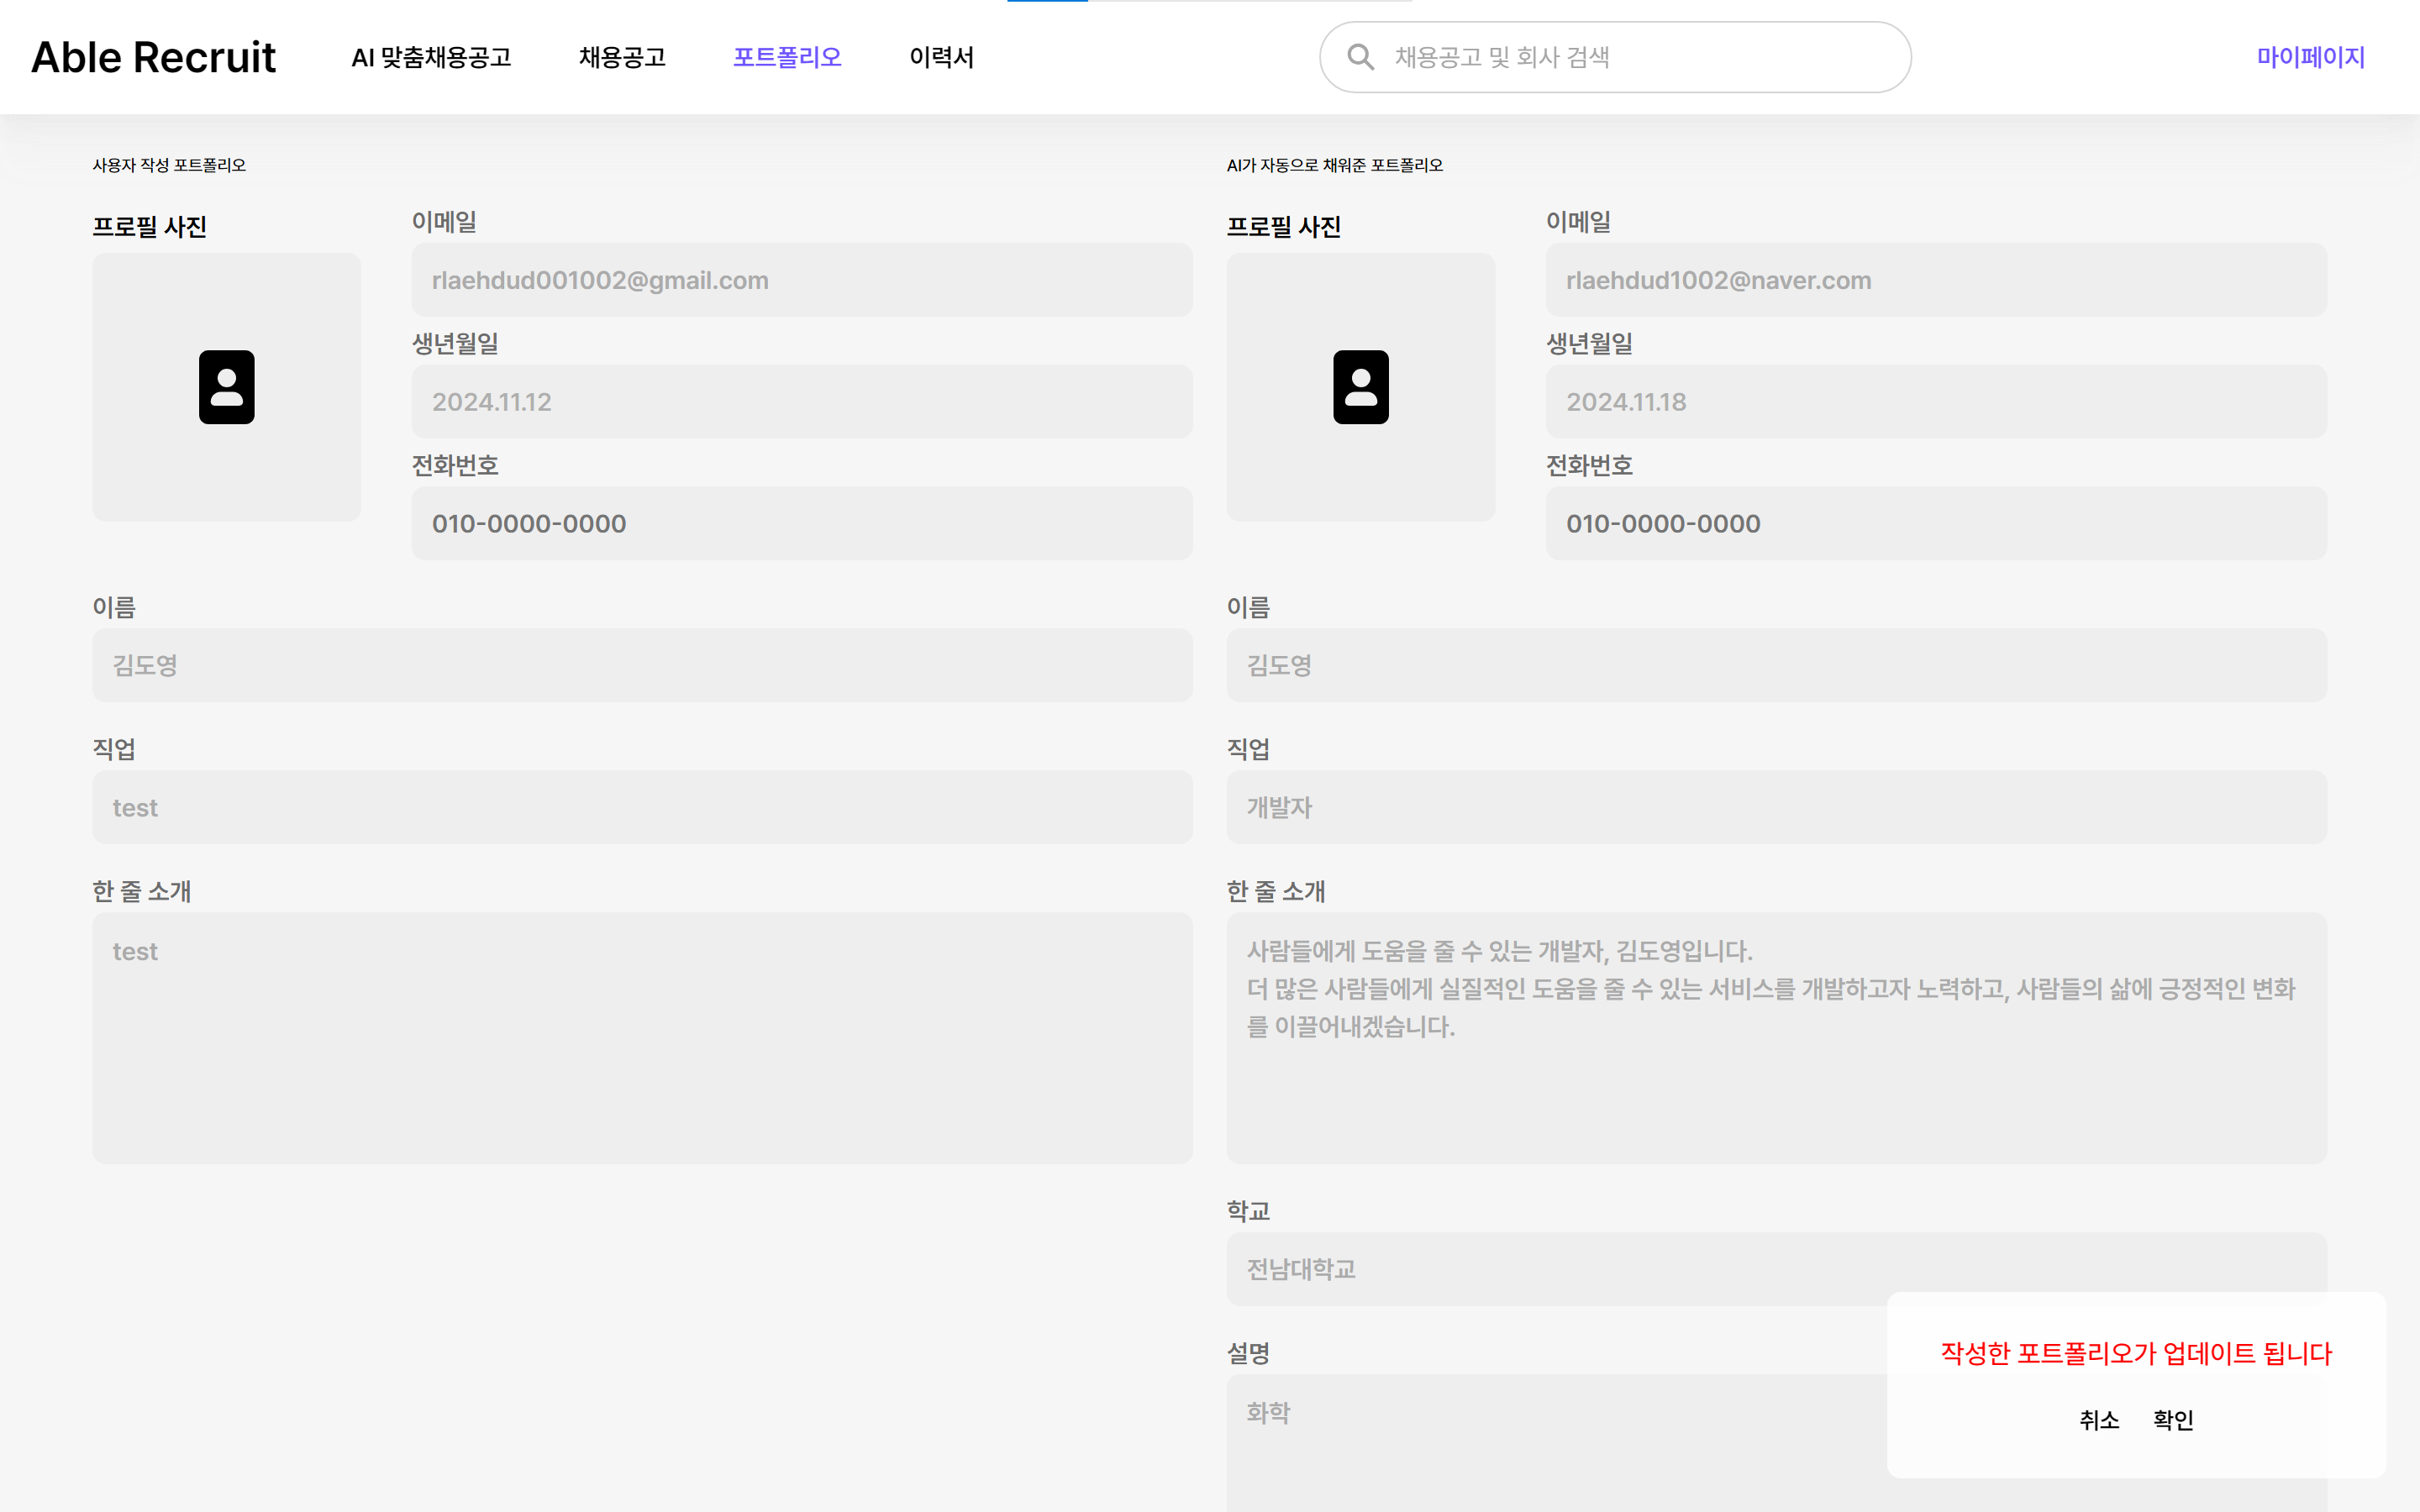 Able Recruit
AI 맞춤채용공고
채용공고
포트폴리오
이력서
채용공고 및 회사 검색
마이페이지
사용자 작성 포트폴리오
프로필 사진
이메일
rlaehdud001002@gmail.com
생년월일
2024.11.12
전화번호
010-0000-0000
이름
김도영
직업
test
한 줄 소개
test
AI가 자동으로 채워준 포트폴리오
프로필 사진
이메일
rlaehdud1002@naver.com
생년월일
2024.11.18
전화번호
010-0000-0000
이름
김도영
직업
개발자
한 줄 소개
사람들에게 도움을 줄 수 있는 개발자, 김도영입니다.
더 많은 사람들에게 실질적인 도움을 줄 수 있는 서비스를 개발하고자 노력하고, 사람들의 삶에 긍정적인 변화
를 이끌어내겠습니다.
학교
전남대학교
설명
화학
작성한 포트폴리오가 업데이트 됩니다
취소
확인